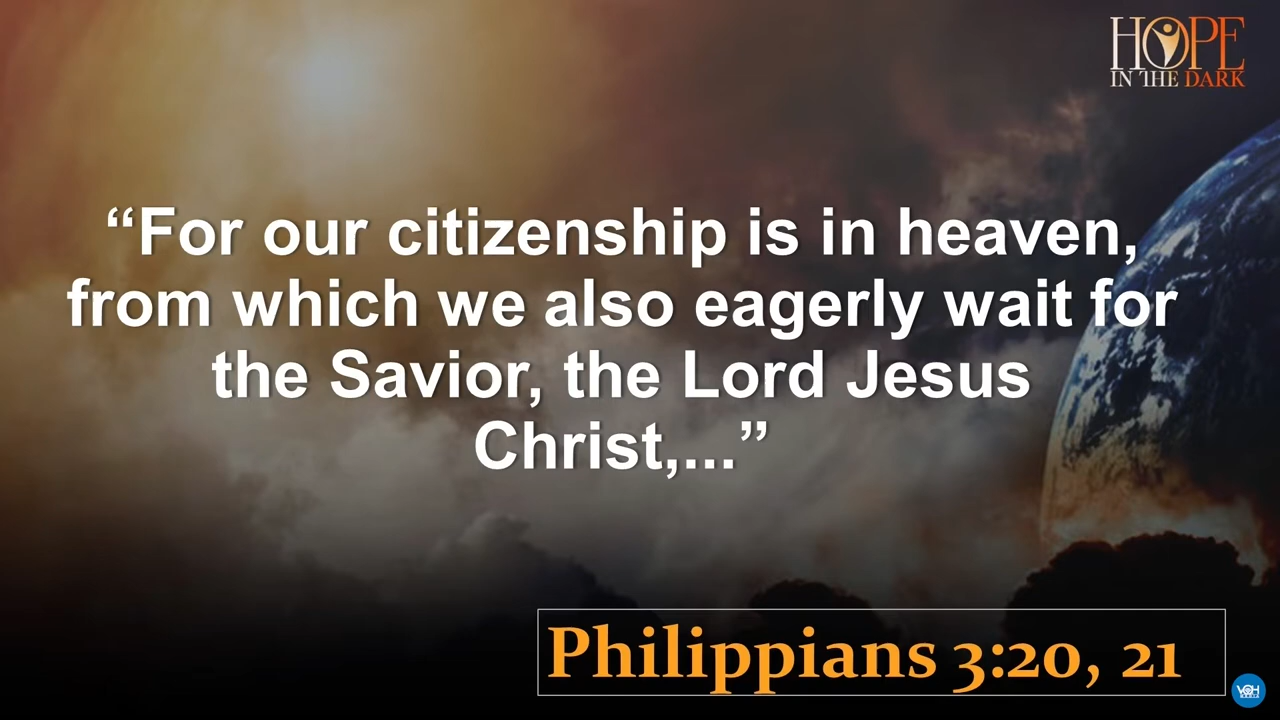 HOPE
IN THE DARK
“For our citizenship is in heaven,
from which we also eagerly wait for
the Savior, the Lord Jesus
Christ,...”
Philippians 3:20, 21